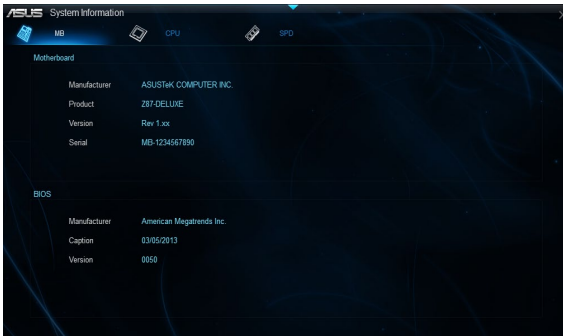 ASUS System Information
MB CPU SPD
Motherboard
Manufacturer ASUSTeK COMPUTER INC.
Product Z87-DELUXE
Version Rev 1.xx
Serial MB-1234567890
BIOS
Manufacturer American Megatrends Inc.
Caption 03/05/2013
Version 0050